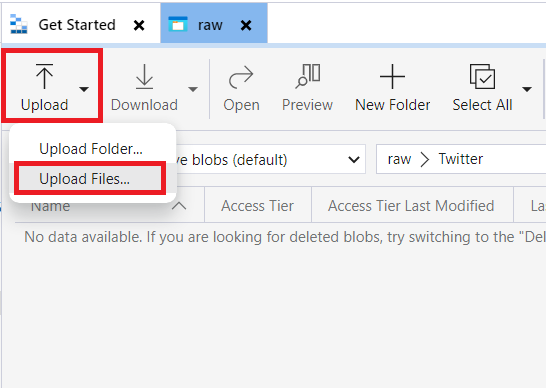 Get Started
raw
Upload
Download
Open
Preview
New Folder
Select All
Upload Folder...
Upload Files...
ve blobs (default)
raw > Twitter
Name
Access Tier
Access Tier Last Modified
La
No data available. If you are looking for deleted blobs, try switching to the "Del